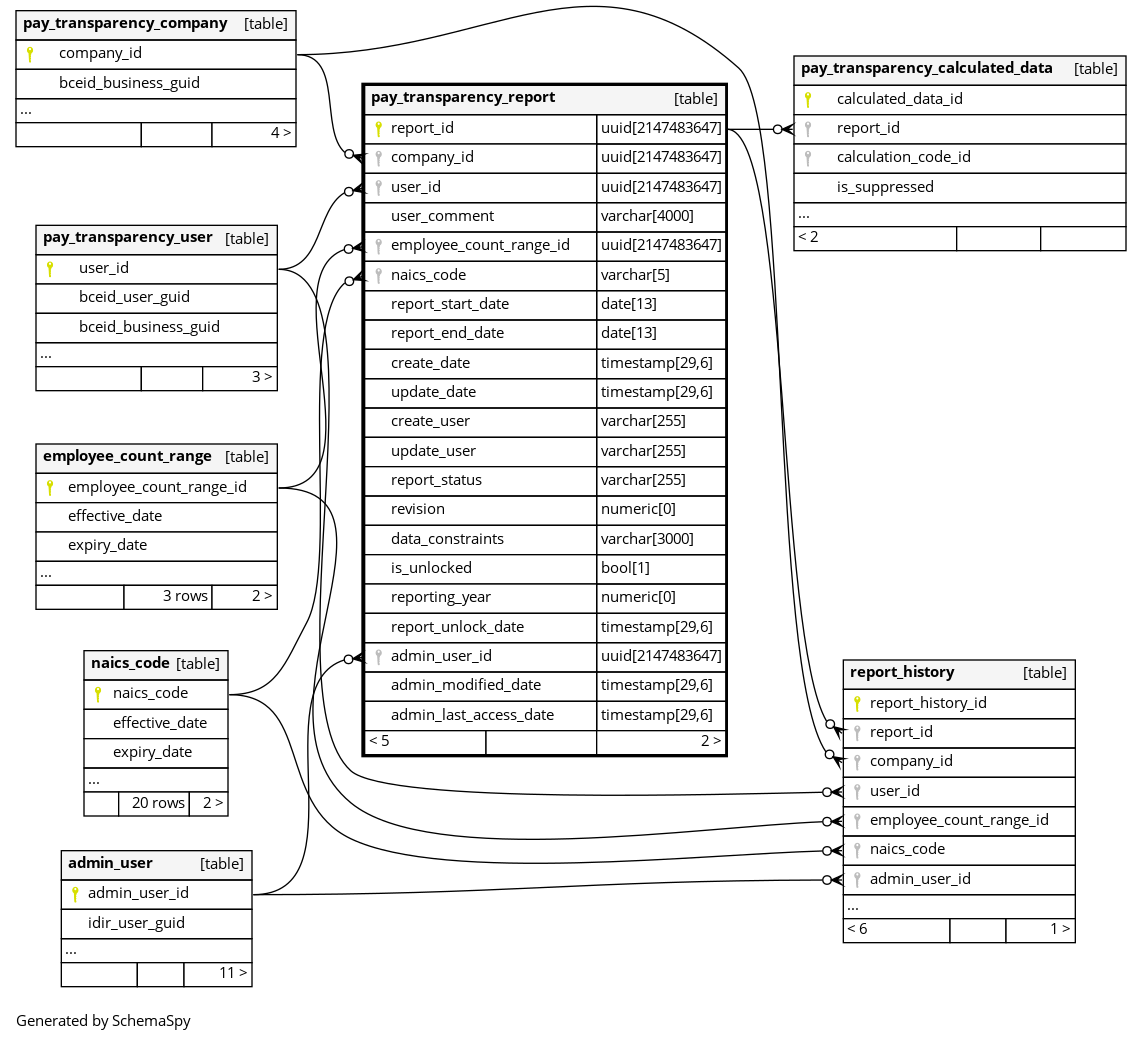 pay_transparency_company [table]
company_id
bceid_business_guid
...
4 >
pay_transparency_user [table]
user_id
bceid_user_guid
bceid_business_guid
...
3 >
employee_count_range [table]
employee_count_range_id
effective_date
expiry_date
...
3 rows 2 >
naics_code [table]
naics_code
effective_date
expiry_date
...
20 rows 2 >
admin_user [table]
admin_user_id
idir_user_guid
...
11 >
pay_transparency_report [table]
report_id uuid[2147483647]
company_id uuid[2147483647]
user_id uuid[2147483647]
user_comment varchar[4000]
employee_count_range_id uuid[2147483647]
naics_code varchar[5]
report_start_date date[13]
report_end_date date[13]
create_date timestamp[29,6]
update_date timestamp[29,6]
create_user varchar[255]
update_user varchar[255]
report_status varchar[255]
revision numeric[0]
data_constraints varchar[3000]
is_unlocked bool[1]
reporting_year numeric[0]
report_unlock_date timestamp[29,6]
admin_user_id uuid[2147483647]
admin_modified_date timestamp[29,6]
admin_last_access_date timestamp[29,6]
< 5 2 >
pay_transparency_calculated_data [table]
calculated_data_id
report_id
calculation_code_id
is_suppressed
...
< 2
report_history [table]
report_history_id
report_id
company_id
user_id
employee_count_range_id
naics_code
admin_user_id
...
< 6 1 >
Generated by SchemaSpy